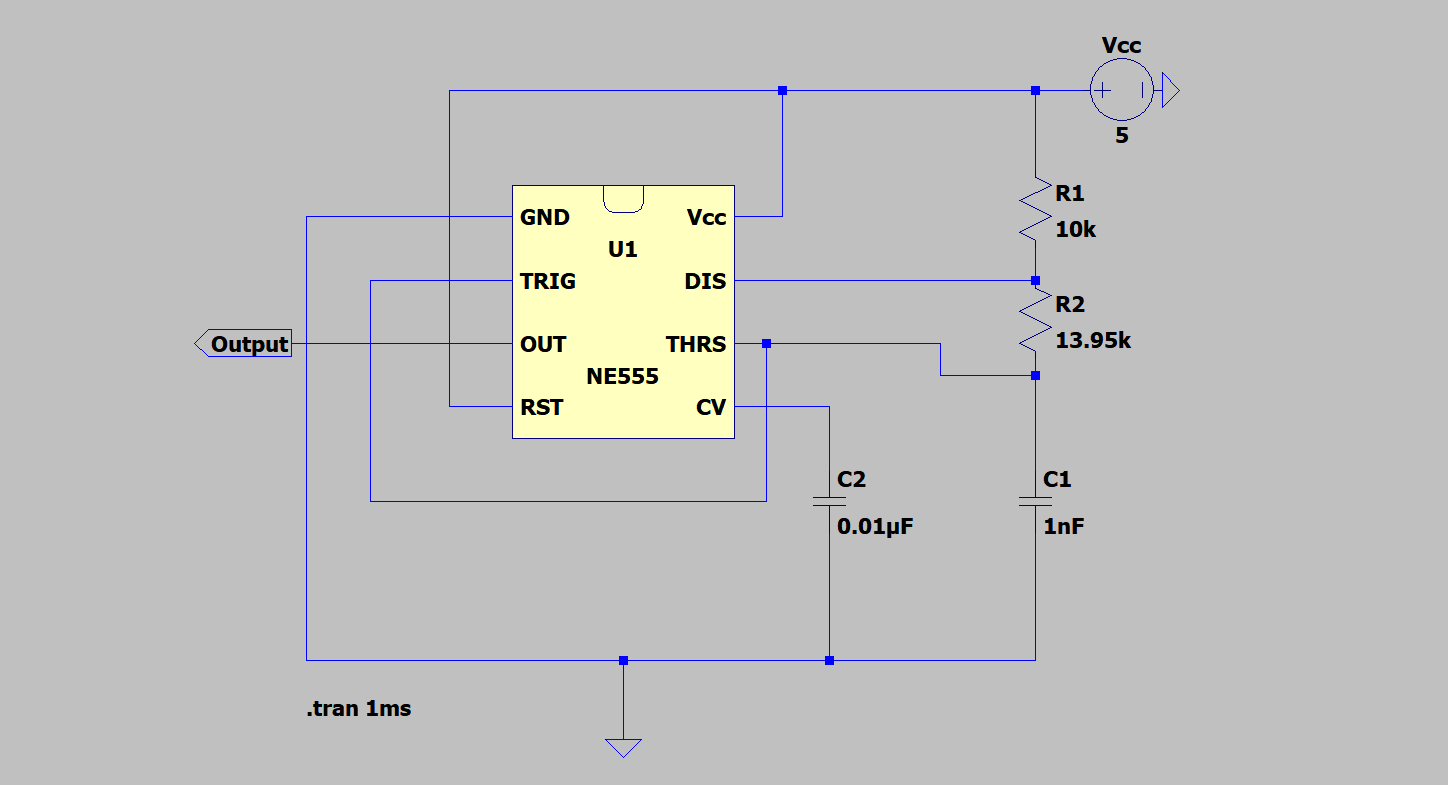 Vcc
5
R1
10k
GND
Vcc
U1
TRIG
DIS
R2
13.95k
Output
OUT
THRS
NE555
RST
CV
C2
0.01µF
C1
1nF
.tran 1ms